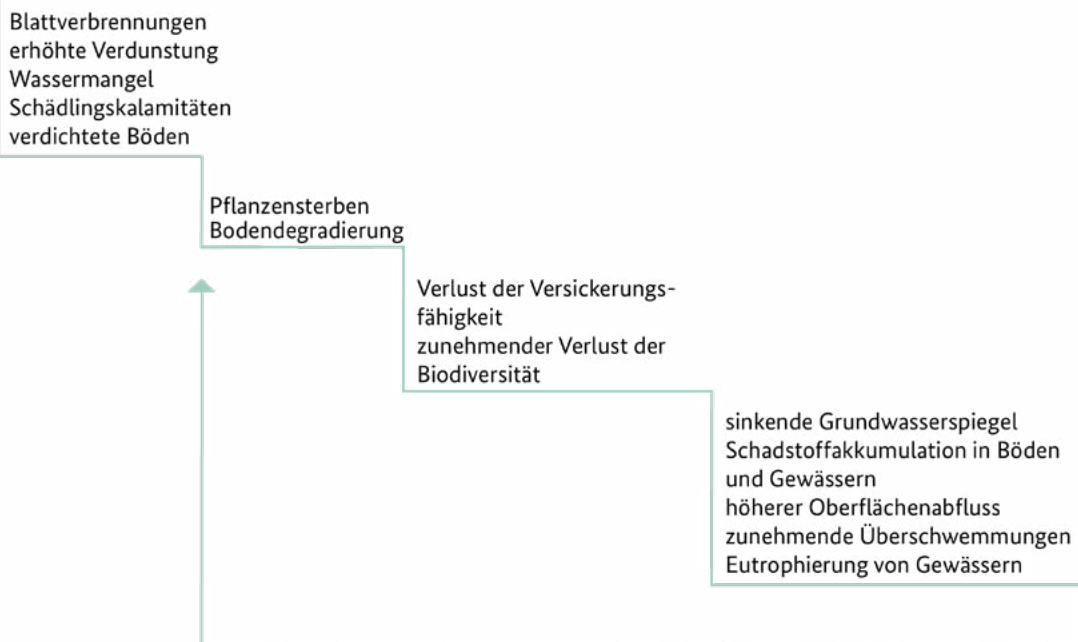 Blattverbrennungen
erhöhte Verdunstung
Wassermangel
Schädlingskalamitäten
verdichtete Böden
Pflanzensterben
Bodendegradierung
Verlust der Versickerungs-
fähigkeit
zunehmender Verlust der
Biodiversität
sinkende Grundwasserspiegel
Schadstoffakkumulation in Böden
und Gewässern
höherer Oberflächenabfluss
zunehmende Überschwemmungen
Eutrophierung von Gewässern